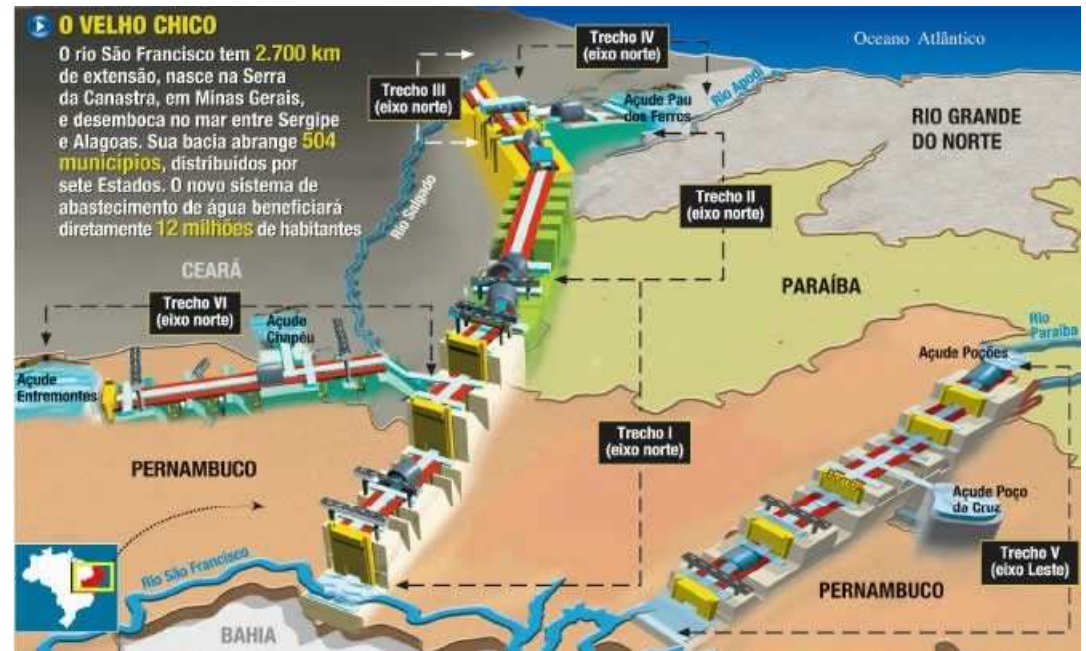 O VELHO CHICO
O rio São Francisco tem 2.700 km
de extensão, nasce na Serra
da Canastra, em Minas Gerais,
e desemboca no mar entre Sergipe
e Alagoas. Sua bacia abrange 504
municípios, distribuídos por
sete Estados. O novo sistema de
abastecimento de água beneficiará
diretamente 12 milhões de habitantes
Trecho IV
(eixo norte)
Oceano Atlântico
Trecho III
(eixo norte)
Açude Pau
dos Ferros
Rio Apodi
RIO GRANDE
DO NORTE
Trecho II
(eixo norte)
Rio Salgado
CEARÁ
PARAÍBA
Trecho VI
(eixo norte)
Açude
Chapéu
Rio
Paraíba
Açude Poções
Açude
Entremontes
Trecho I
(eixo norte)
PERNAMBUCO
Açude Poço
da Cruz
Trecho V
(eixo Leste)
Rio São Francisco
PERNAMBUCO
BAHIA